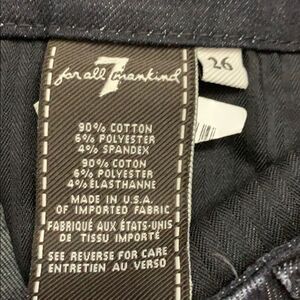 for all 7 mankind
26
90% COTTON
6% POLYESTER
4% SPANDEX
90% COTON
6% POLYESTER
4% ELASTHANNE
MADE IN U.S.A.
OF IMPORTED FABRIC
FABRIQUÉ AUX ÉTATS-UNIS
DE TISSU IMPORTÉ
SEE REVERSE FOR CARE
ENTRETIEN AU VERSO